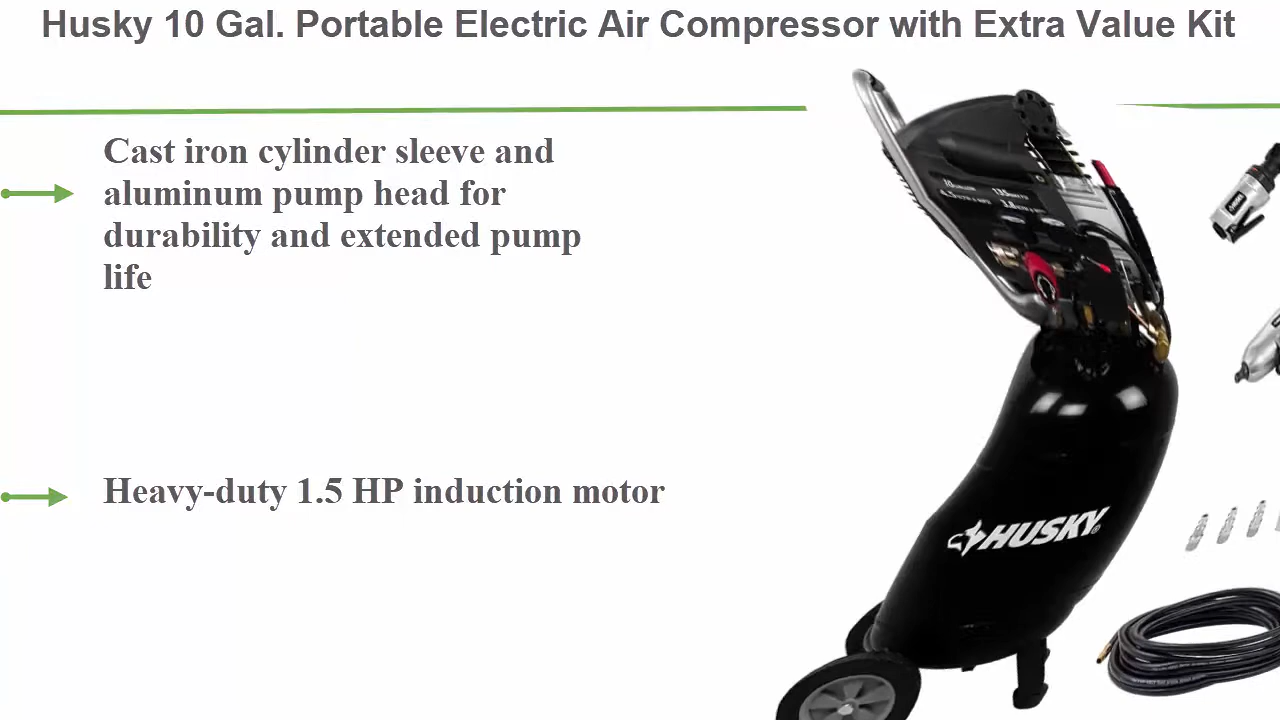 Husky 10 Gal. Portable Electric Air Compressor with Extra Value Kit
Cast iron cylinder sleeve and
aluminum pump head for
durability and extended pump
life
Heavy-duty 1.5 HP induction motor
HUSKY